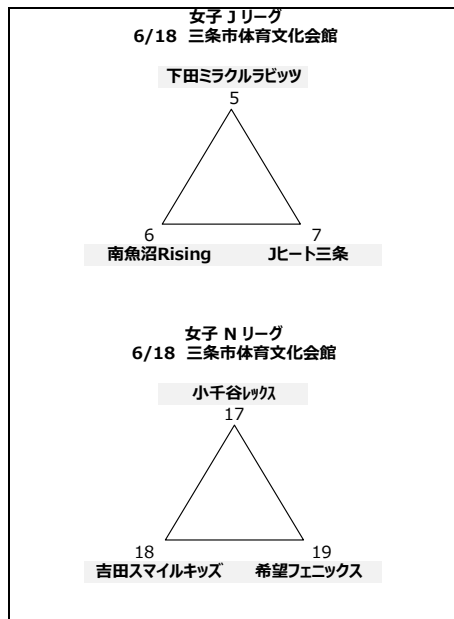 女子 J リーグ
6/18 三条市体育文化会館
下田ミラクルラビッツ
5
6 7
南魚沼Rising Jヒート三条
女子 N リーグ
6/18 三条市体育文化会館
小千谷ﾚｯｸｽ
17
18 19
吉田スマイルキッズ 希望フェニックス